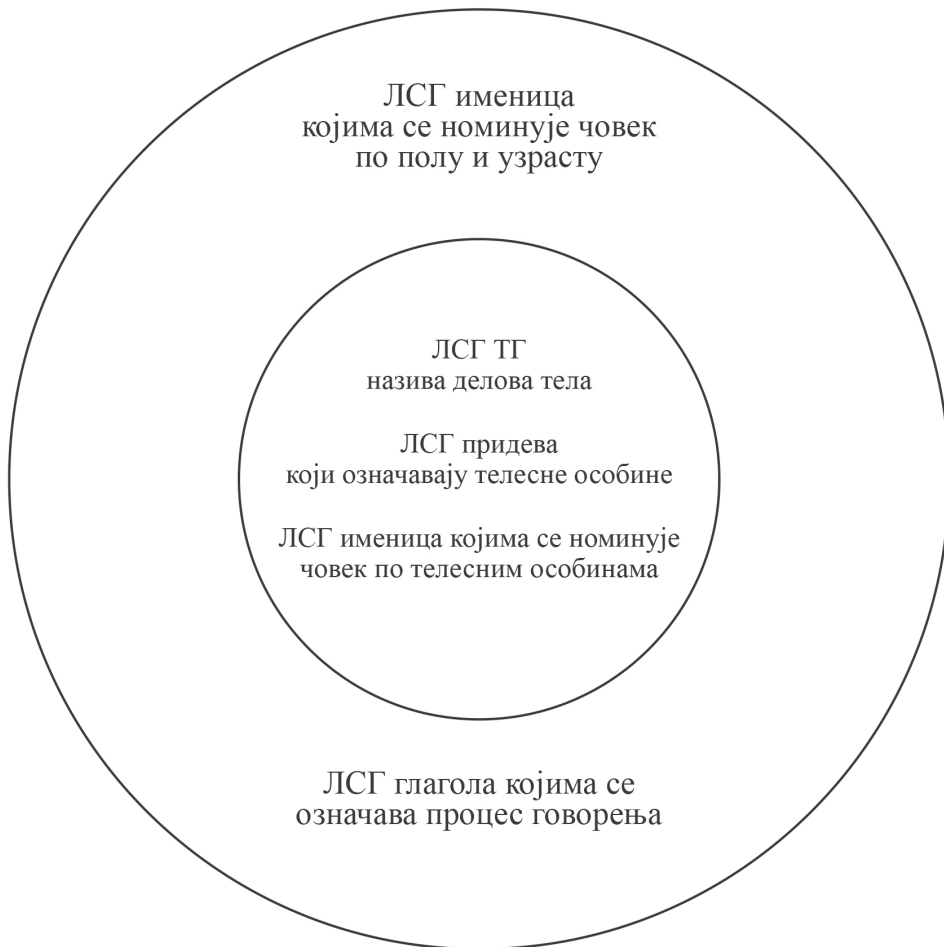 ЛСГ именица
којима се номинује човек
по полу и узрасту
ЛСГ ТГ
назива делова тела
ЛСГ придева
који означавају телесне особине
ЛСГ именица којима се номинује
човек по телесним особинама
ЛСГ глагола којима се
означава процес говорења